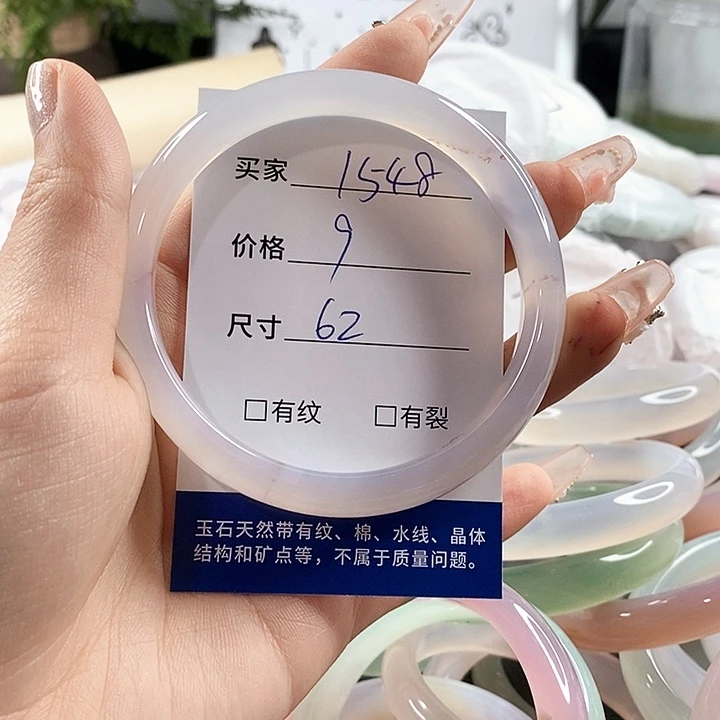 买家 1548
价格 9
尺寸 62
□有纹 □有裂
玉石天然带有纹、棉、水线、晶体
结构和矿点等，不属于质量问题。